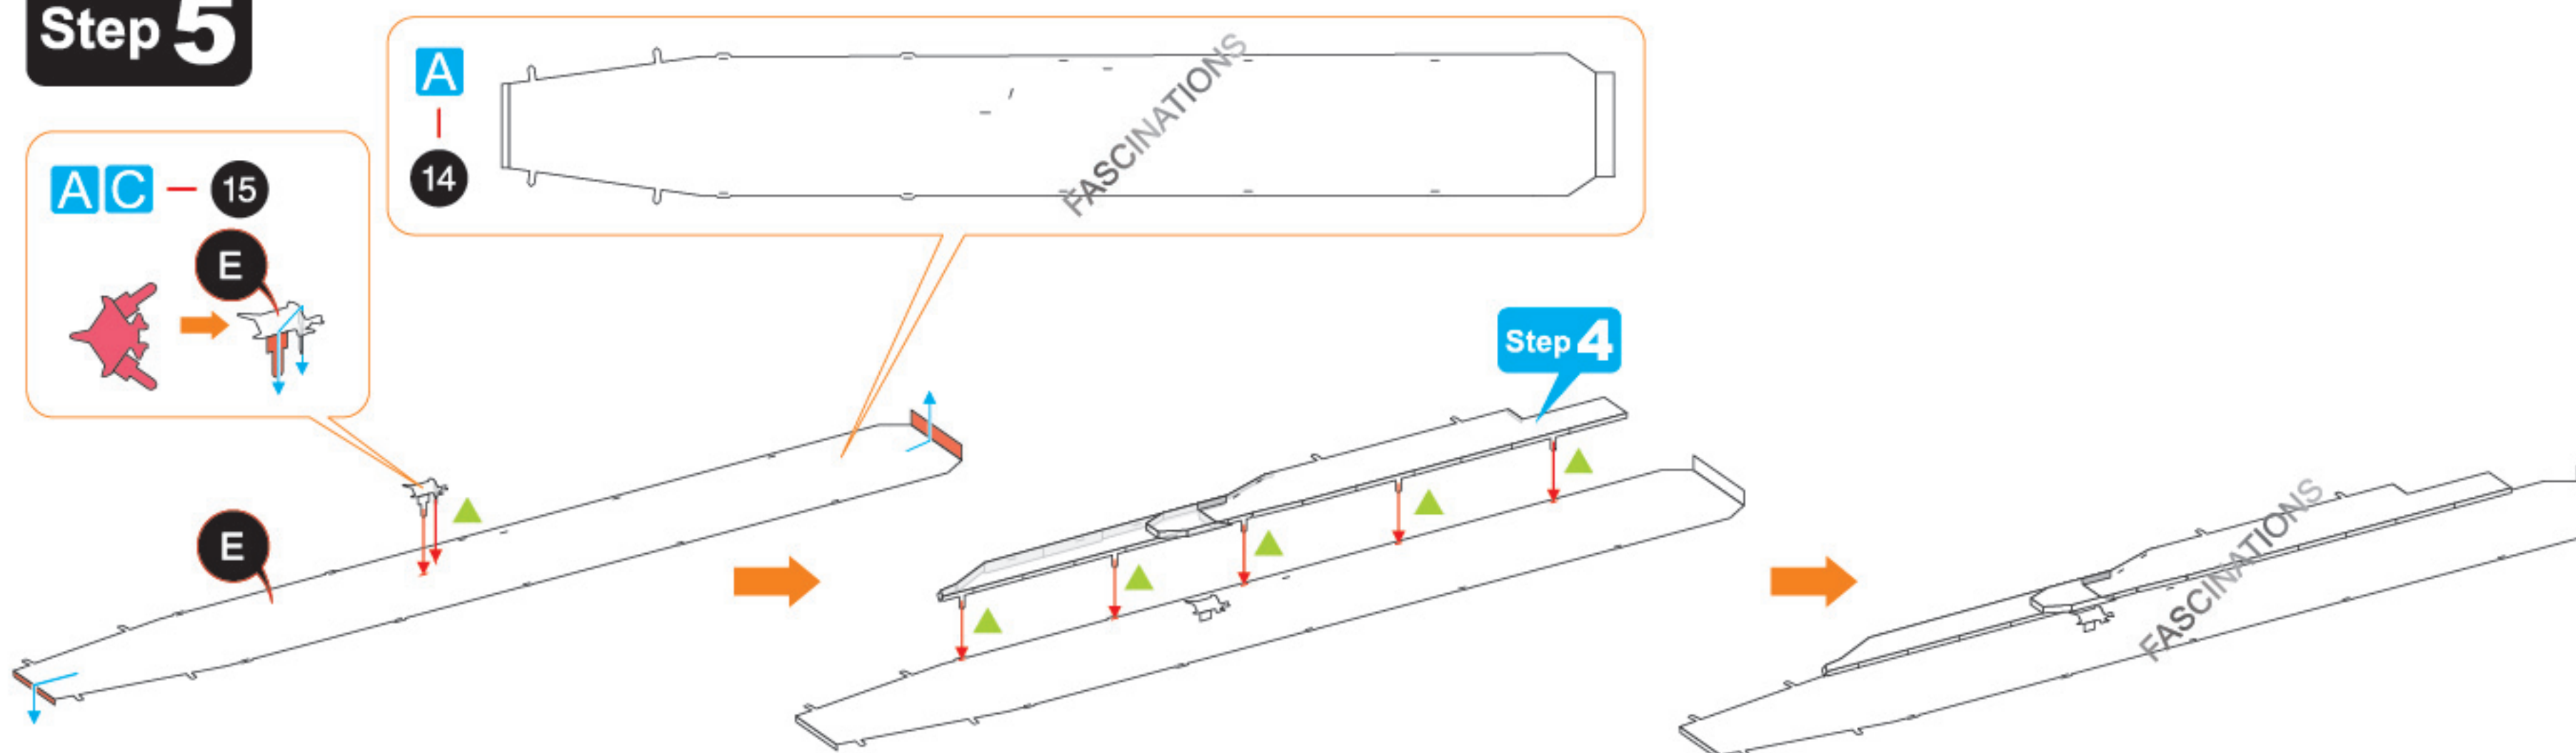 Step 5
A
14
FASCINATIONS
A C – 15
E
E
Step 4
FASCINATIONS